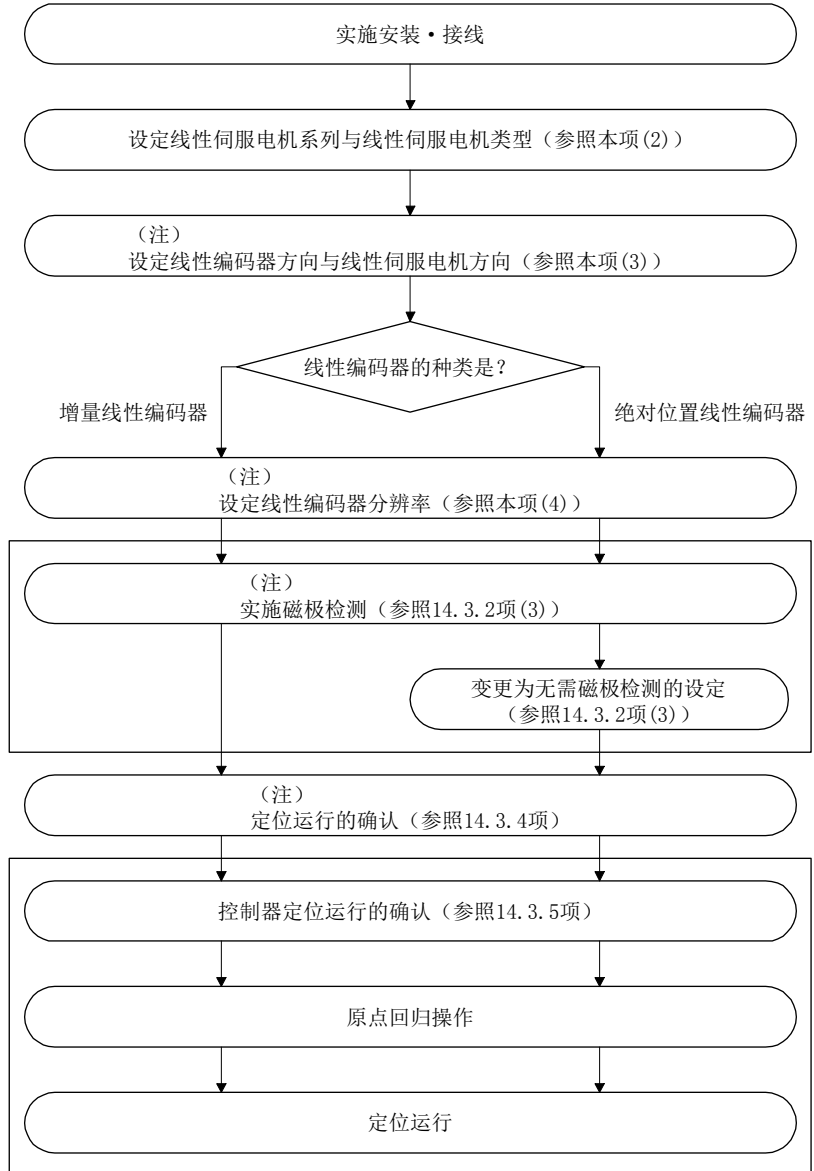 实施安装·接线
设定线性伺服电机系列与线性伺服电机类型（参照本项(2)）
（注）
设定线性编码器方向与线性伺服电机方向（参照本项(3)）
线性编码器的种类是？
增量线性编码器
绝对位置线性编码器
（注）
设定线性编码器分辨率（参照本项(4)）
（注）
实施磁极检测（参照14.3.2项(3)）
变更为无需磁极检测的设定
（参照14.3.2项(3)）
（注）
定位运行的确认（参照14.3.4项）
控制器定位运行的确认（参照14.3.5项）
原点回归操作
定位运行